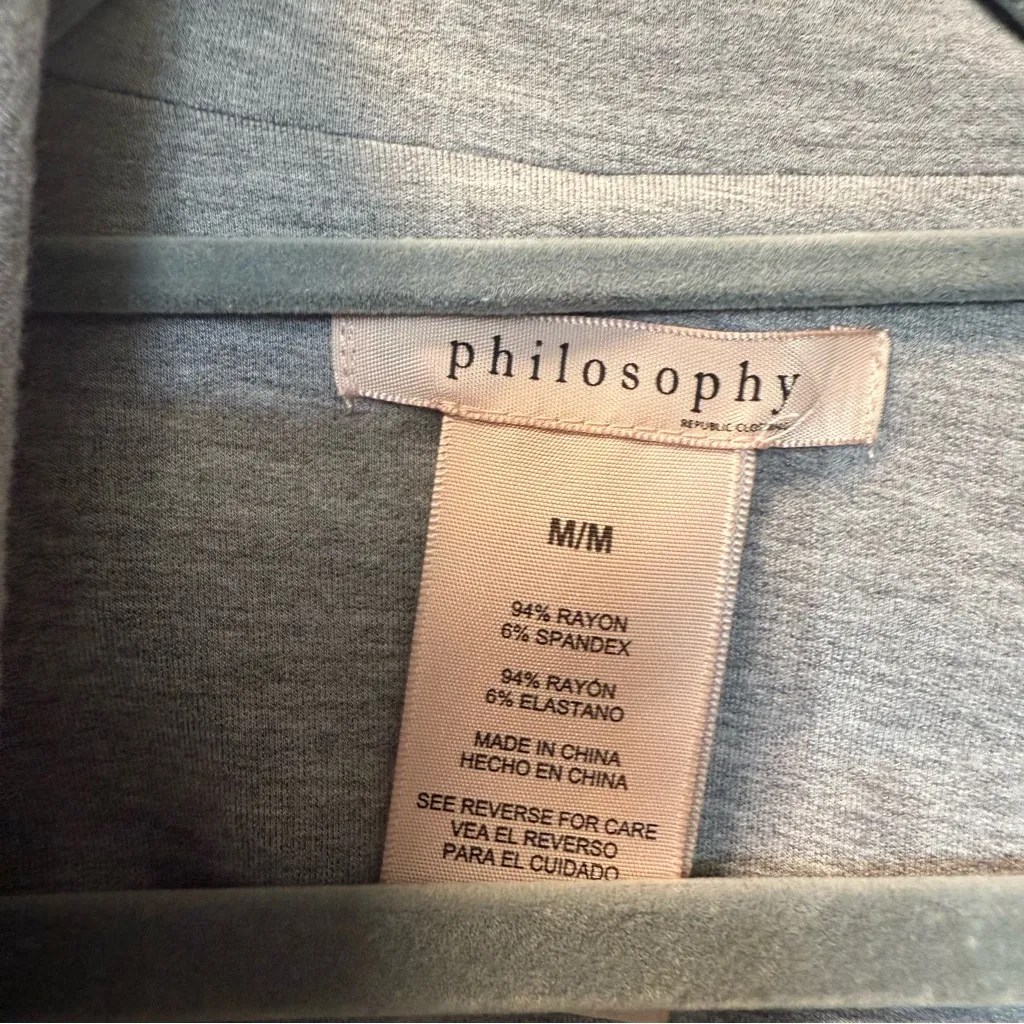 philosophy
REPUBLIC CLOTHING
M/M
94% RAYON
6% SPANDEX
94% RAYÓN
6% ELASTANO
MADE IN CHINA
HECHO EN CHINA
SEE REVERSE FOR CARE
VEA EL REVERSO
PARA EL CUIDADO